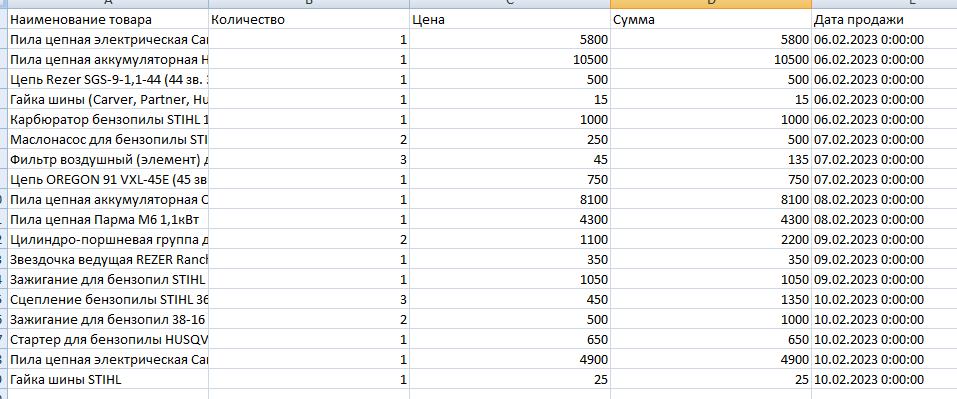 Наименование товара Количество Цена Сумма Дата продажи
Пила цепная электрическая 1 5800 5800 06.02.2023 0:00:00
Пила цепная аккумуляторная 1 10500 10500 06.02.2023 0:00:00
Цепь Rezer SGS-9-1,1-44 (44 зв. 1 500 500 06.02.2023 0:00:00
Гайка шины (Carver, Partner, 1 15 15 06.02.2023 0:00:00
Карбюратор бензопилы STIHL 1 1000 1000 06.02.2023 0:00:00
Маслонасос для бензопилы 2 250 500 07.02.2023 0:00:00
Фильтр воздушный (элемент) 3 45 135 07.02.2023 0:00:00
Цепь OREGON 91 VXL-45E (45 зв 1 750 750 07.02.2023 0:00:00
Пила цепная аккумуляторная 1 8100 8100 08.02.2023 0:00:00
Пила цепная Парма М6 1,1кВт 1 4300 4300 08.02.2023 0:00:00
Цилиндро-поршневая группа 2 1100 2200 09.02.2023 0:00:00
Звездочка ведущая REZER 1 350 350 09.02.2023 0:00:00
Зажигание для бензопил STIHL 1 1050 1050 09.02.2023 0:00:00
Сцепление бензопилы STIHL 3 450 1350 10.02.2023 0:00:00
Зажигание для бензопил 38-16 2 500 1000 10.02.2023 0:00:00
Стартер для бензопилы 1 650 650 10.02.2023 0:00:00
Пила цепная электрическая 1 4900 4900 10.02.2023 0:00:00
Гайка шины STIHL 1 25 25 10.02.2023 0:00:00